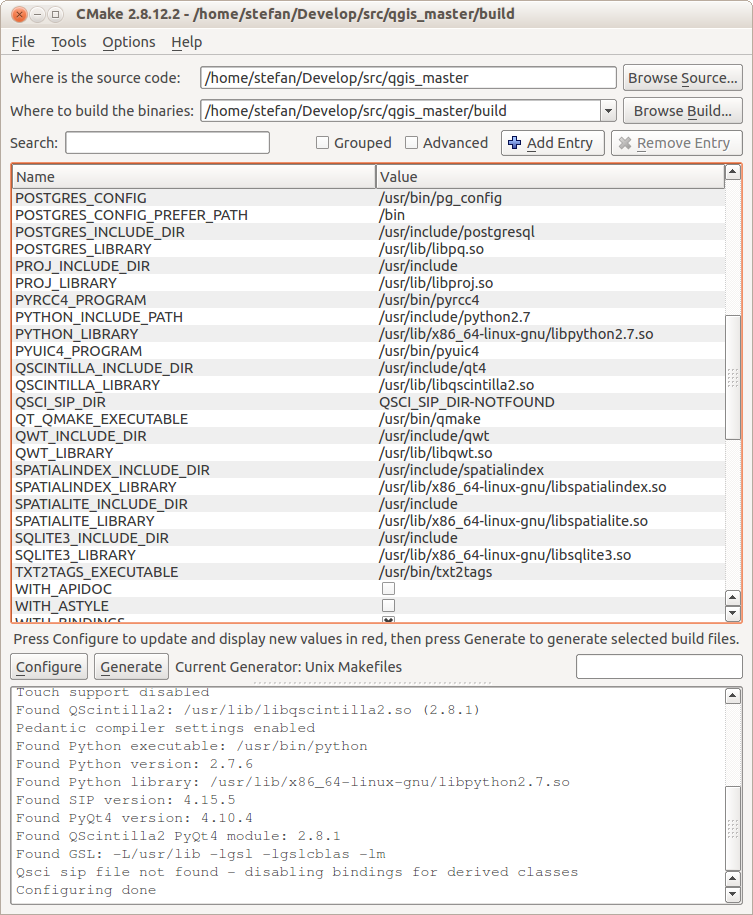 CMake 2.8.12.2 - /home/stefan/Develop/src/qgis_master/build
File Tools Options Help
Where is the source code: /home/stefan/Develop/src/qgis_master Browse Source...
Where to build the binaries: /home/stefan/Develop/src/qgis_master/build Browse Build...
Search: Grouped Advanced Add Entry Remove Entry
Name Value
POSTGRES_CONFIG /usr/bin/pg_config
POSTGRES_CONFIG_PREFER_PATH /bin
POSTGRES_INCLUDE_DIR /usr/include/postgresql
POSTGRES_LIBRARY /usr/lib/libpq.so
PROJ_INCLUDE_DIR /usr/include
PROJ_LIBRARY /usr/lib/libproj.so
PYRCC4_PROGRAM /usr/bin/pyrcc4
PYTHON_INCLUDE_PATH /usr/include/python2.7
PYTHON_LIBRARY /usr/lib/x86_64-linux-gnu/libpython2.7.so
PYUIC4_PROGRAM /usr/bin/pyuic4
QSCINTILLA_INCLUDE_DIR /usr/include/qt4
QSCINTILLA_LIBRARY /usr/lib/libqscintilla2.so
QSCI_SIP_DIR QSCI_SIP_DIR-NOTFOUND
QT_QMAKE_EXECUTABLE /usr/bin/qmake
QWT_INCLUDE_DIR /usr/include/qwt
QWT_LIBRARY /usr/lib/libqwt.so
SPATIALINDEX_INCLUDE_DIR /usr/include/spatialindex
SPATIALINDEX_LIBRARY /usr/lib/x86_64-linux-gnu/libspatialindex.so
SPATIALITE_INCLUDE_DIR /usr/include
SPATIALITE_LIBRARY /usr/lib/x86_64-linux-gnu/libspatialite.so
SQLITE3_INCLUDE_DIR /usr/include
SQLITE3_LIBRARY /usr/lib/x86_64-linux-gnu/libsqlite3.so
TXT2TAGS_EXECUTABLE /usr/bin/txt2tags
WITH_APIDOC
WITH_ASTYLE
WITH_BINDINGS
Press Configure to update and display new values in red, then press Generate to generate selected build files.
Configure Generate Current Generator: Unix Makefiles
Touch support disabled
Found QScintilla2: /usr/lib/libqscintilla2.so (2.8.1)
Pedantic compiler settings enabled
Found Python executable: /usr/bin/python
Found Python version: 2.7.6
Found Python library: /usr/lib/x86_64-linux-gnu/libpython2.7.so
Found SIP version: 4.15.5
Found PyQt4 version: 4.10.4
Found QScintilla2 PyQt4 module: 2.8.1
Found GSL: -L/usr/lib -lgsl -lgslcblas -lm
Qsci sip file not found - disabling bindings for derived classes
Configuring done